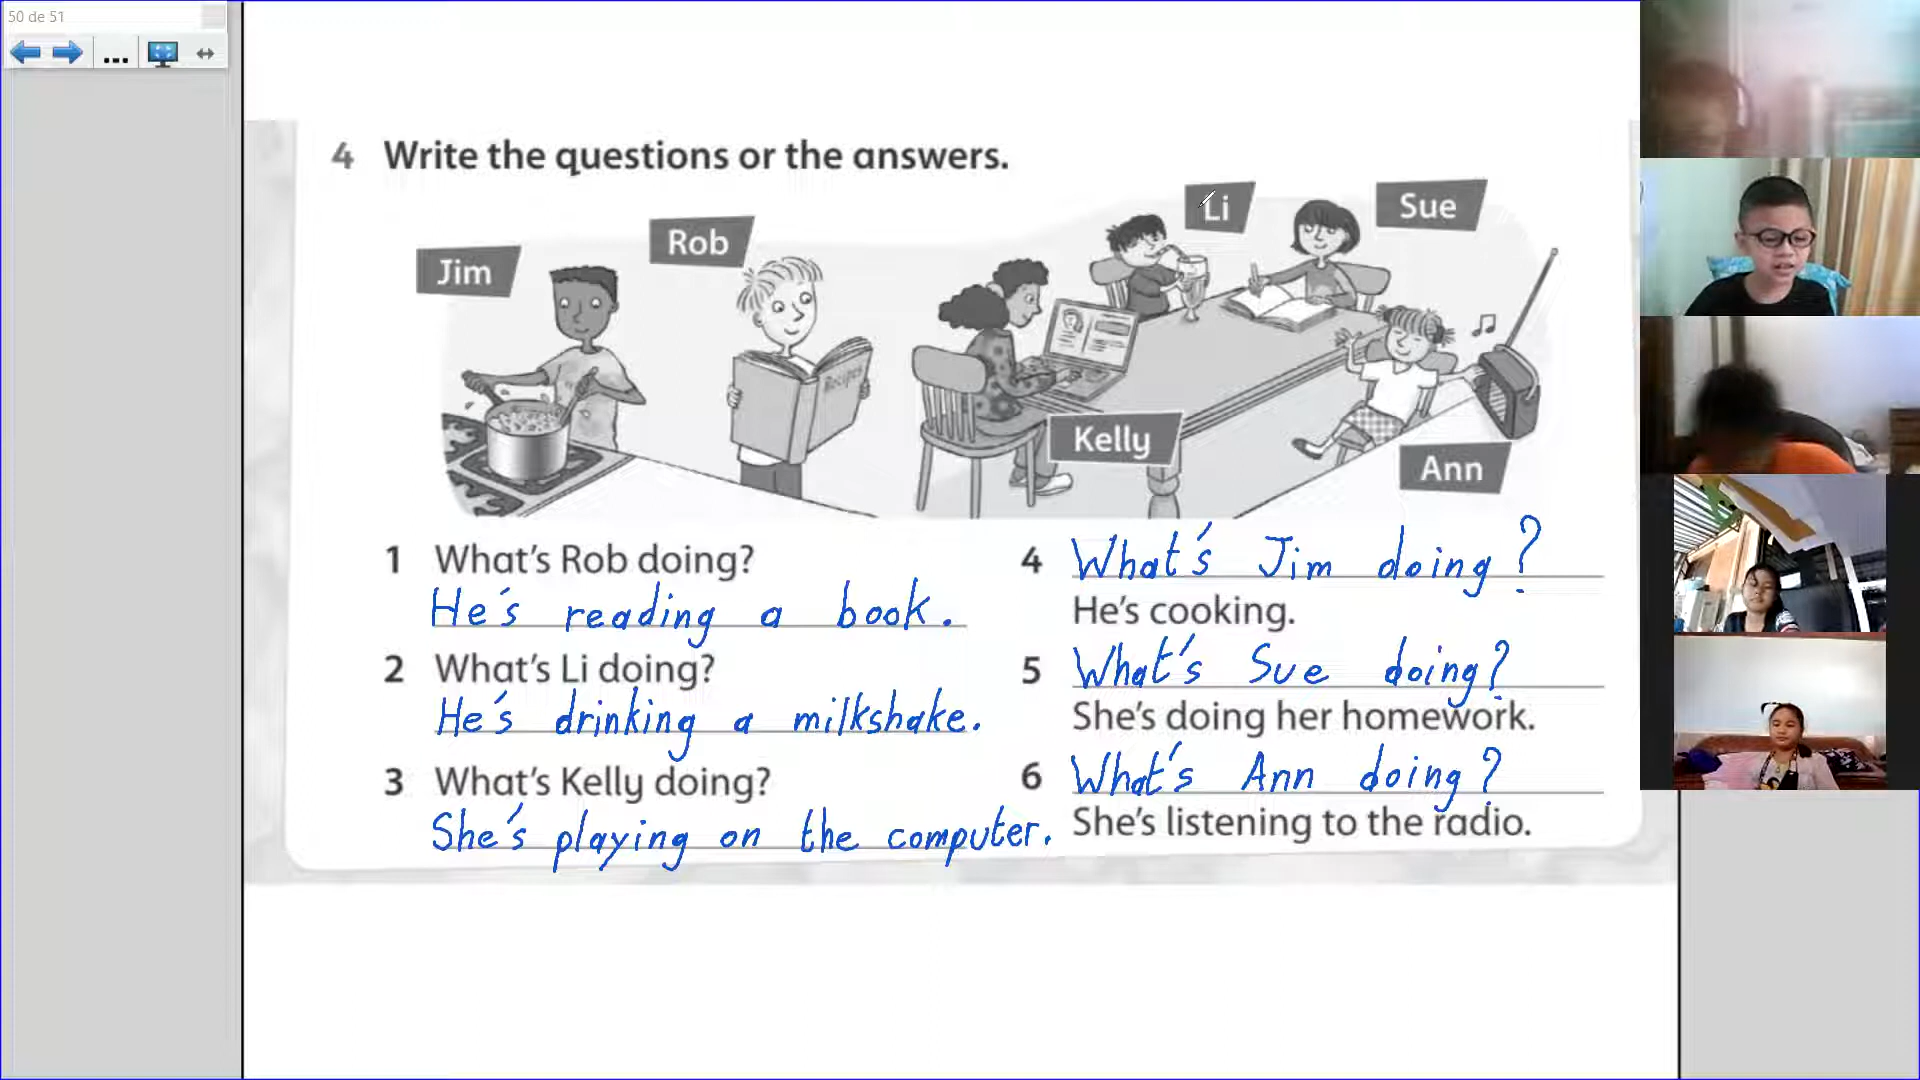 50 de 51
...
4 Write the questions or the answers.
Jim
Rob
Li
Sue
Recipes
Kelly
Ann
1 What's Rob doing?
He's reading a book.
2 What's Li doing?
He's drinking a milkshake.
3 What's Kelly doing?
She's playing on the computer.
4 What's Jim doing?
He's cooking.
5 What's Sue doing?
She's doing her homework.
6 What's Ann doing?
She's listening to the radio.